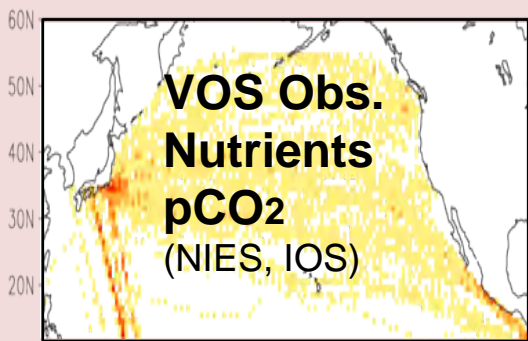 60N
50N
40N
30N
20N
VOS Obs.
Nutrients
pCO2
(NIES, IOS)